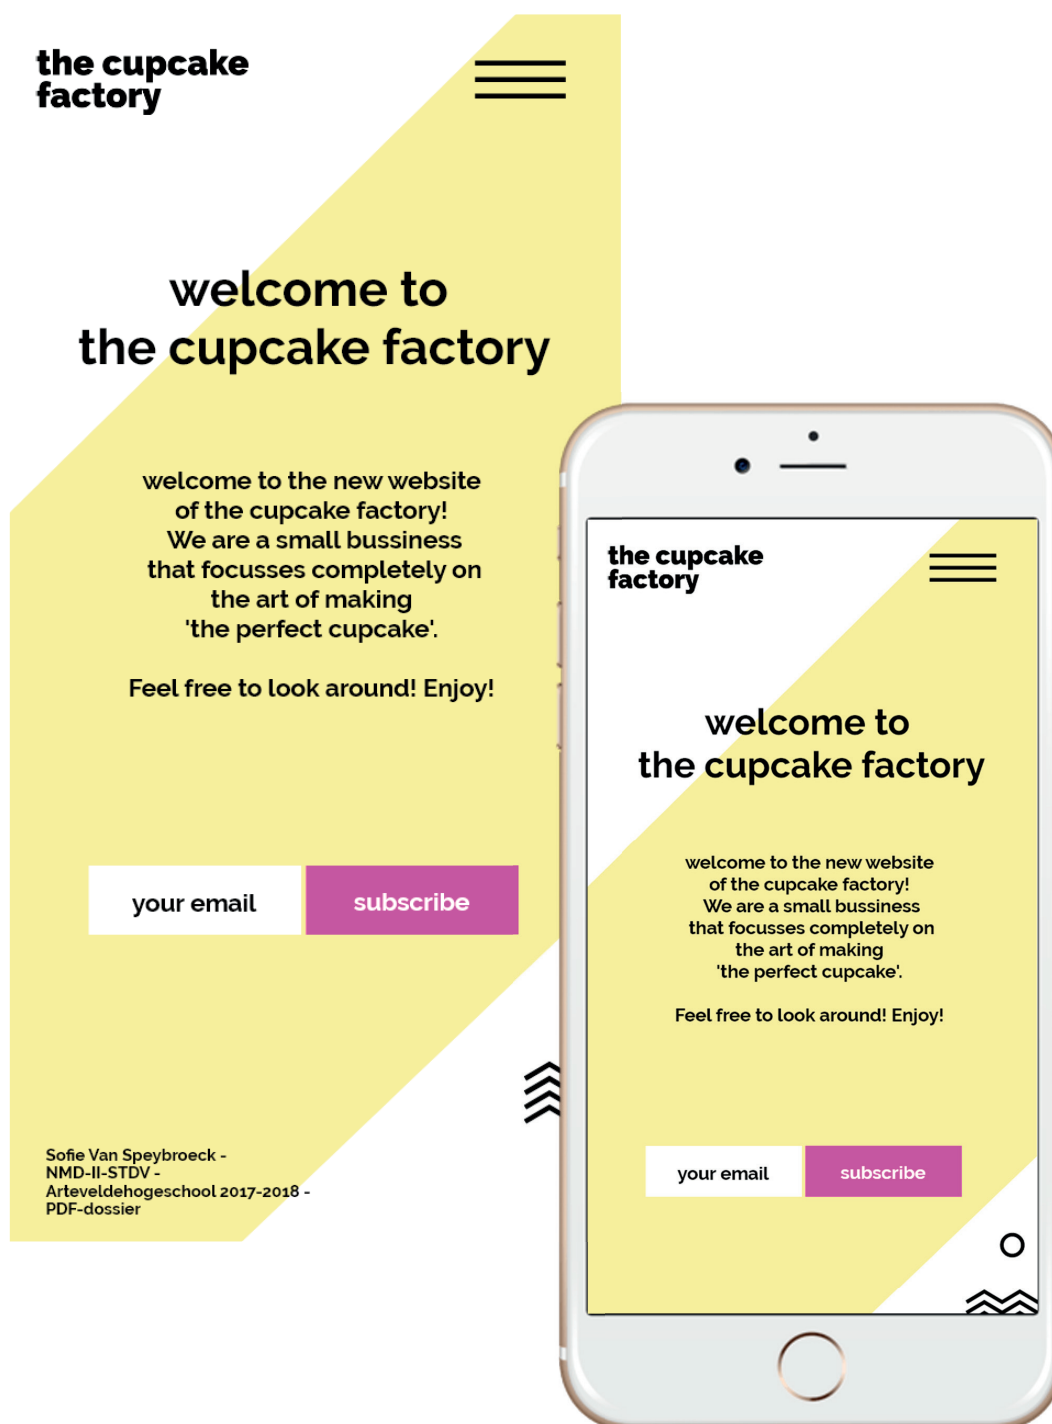 the cupcake
factory
welcome to
the cupcake factory
welcome to the new website
of the cupcake factory!
We are a small bussiness
that focusses completely on
the art of making
'the perfect cupcake'.
Feel free to look around! Enjoy!
your email
subscribe
Sofie Van Speybroeck -
NMD-II-STDV -
Arteveldehogeschool 2017-2018 -
PDF-dossier
the cupcake
factory
welcome to
the cupcake factory
welcome to the new website
of the cupcake factory!
We are a small bussiness
that focusses completely on
the art of making
'the perfect cupcake'.
Feel free to look around! Enjoy!
your email
subscribe